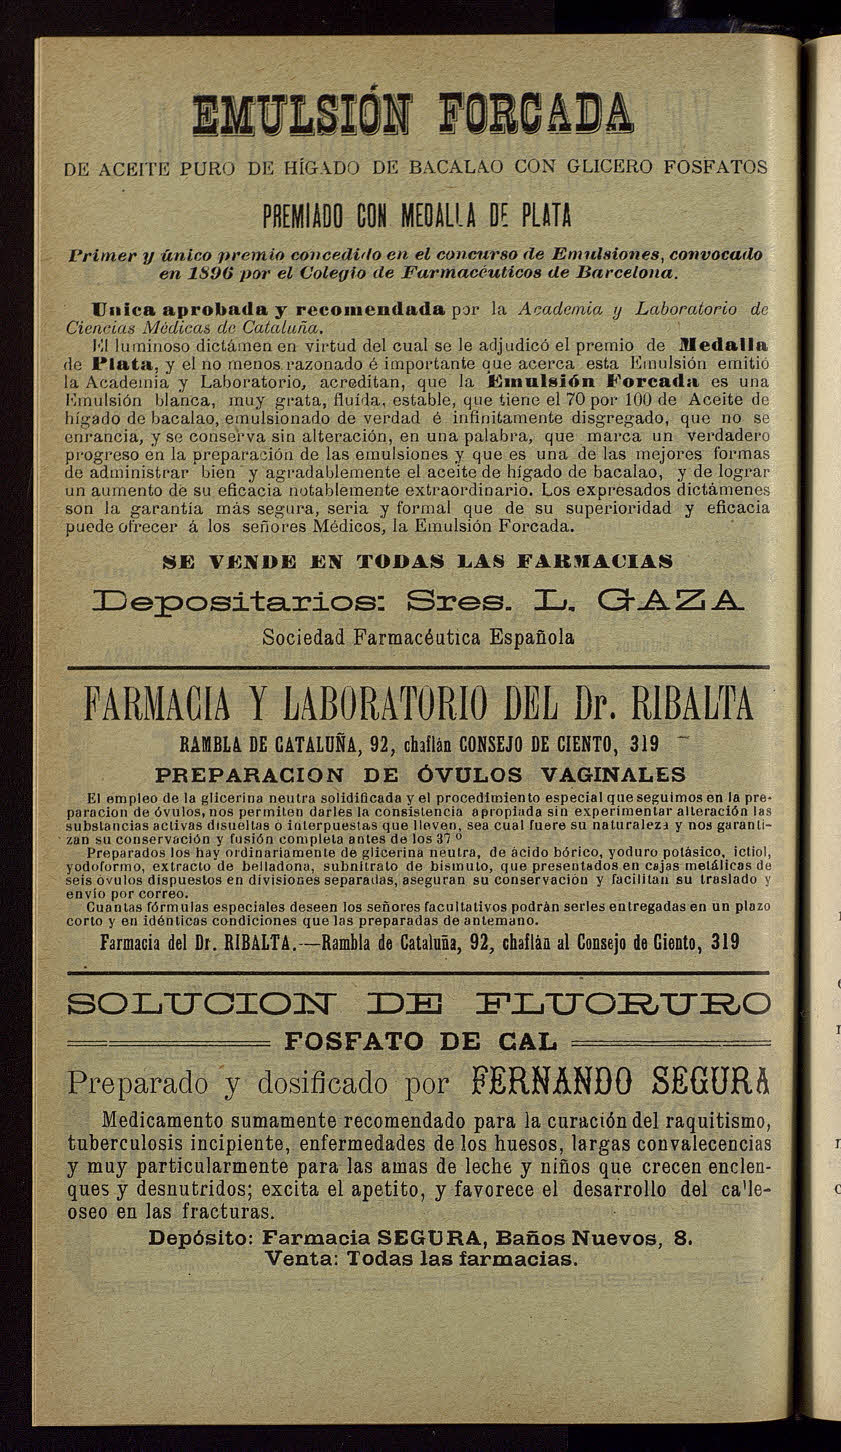 EMULSIÓN FORCADA
DE ACEITE PURO DE HÍGADO DE BACALAO CON GLICERO FOSFATOS
PREMIADO CON MEDALLA DE PLATA
Primer y único premio concedido en el concurso de Emulsiones, convocado
en 1896 por el Colegio de Farmacéuticos de Barcelona.
Unica aprobada y recomendada por la Academia y Laboratorio de
Ciencias Médicas de Cataluña.
El luminoso dictámen en virtud del cual se le adjudicó el premio de Medalla
de Plata, y el no menos razonado é importante que acerca esta Emulsión emitió
la Academia y Laboratorio, acreditan, que la Emulsión Forcada es una
Emulsión blanca, muy grata, fluída, estable, que tiene el 70 por 100 de Aceite de
hígado de bacalao, emulsionado de verdad é infinitamente disgregado, que no se
enrancia, y se conserva sin alteración, en una palabra, que marca un verdadero
progreso en la preparación de las emulsiones y que es una de las mejores formas
de administrar bien y agradablemente el aceite de hígado de bacalao, y de lograr
un aumento de su eficacia notablemente extraordinario. Los expresados dictámenes
son la garantía más segura, seria y formal que de su superioridad y eficacia
puede ofrecer á los señores Médicos, la Emulsión Forcada.
SE VENDE EN TODAS LAS FARMACIAS
Depositarios: Sres. L. GAZA
Sociedad Farmacéutica Española
FARMACIA Y LABORATORIO DEL Dr. RIBALTA
RAMBLA DE CATALUÑA, 92, chaflán CONSEJO DE CIENTO, 319
PREPARACION DE ÓVULOS VAGINALES
El empleo de la glicerina neutra solidificada y el procedimiento especial que seguimos en la pre-
paracion de óvulos, nos permiten darles la consistencia apropiada sin experimentar alteración las
substancias activas disueltas o interpuestas que lleven, sea cual fuere su naturaleza y nos garanti-
zan su conservación y fusión completa antes de los 37 º
Preparados los hay ordinariamente de glicerina neutra, de ácido bórico, yoduro potásico, ictiol,
yodoformo, extracto de belladona, subnitrato de bismuto, que presentados en cajas metálicas de
seis óvulos dispuestos en divisiones separadas, aseguran su conservación y facilitan su traslado y
envío por correo.
Cuantas fórmulas especiales deseen los señores facultativos podrán serles entregadas en un plazo
corto y en idénticas condiciones que las preparadas de antemano.
Farmacia del Dr. RIBALTA.—Rambla de Cataluña, 92, chaflán al Consejo de Ciento, 319
SOLUCION DE FLUORURO
FOSFATO DE CAL
Preparado y dosificado por FERNANDO SEGURA
Medicamento sumamente recomendado para la curación del raquitismo,
tuberculosis incipiente, enfermedades de los huesos, largas convalecencias
y muy particularmente para las amas de leche y niños que crecen enclen-
ques y desnutridos; excita el apetito, y favorece el desarrollo del ca'le-
oseo en las fracturas.
Depósito: Farmacia SEGURA, Baños Nuevos, 8.
Venta: Todas las farmacias.